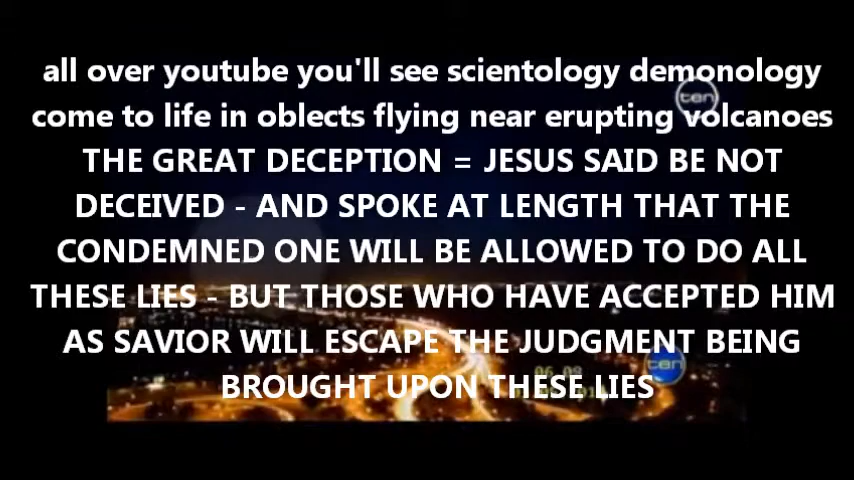 all over youtube you'll see scientology demonology
ten
come to life in oblects flying near erupting volcanoes
THE GREAT DECEPTION = JESUS SAID BE NOT
DECEIVED - AND SPOKE AT LENGTH THAT THE
CONDEMNED ONE WILL BE ALLOWED TO DO ALL
THESE LIES - BUT THOSE WHO HAVE ACCEPTED HIM
AS SAVIOR WILL ESCAPE THE JUDGMENT BEING
ten
BROUGHT UPON THESE LIES